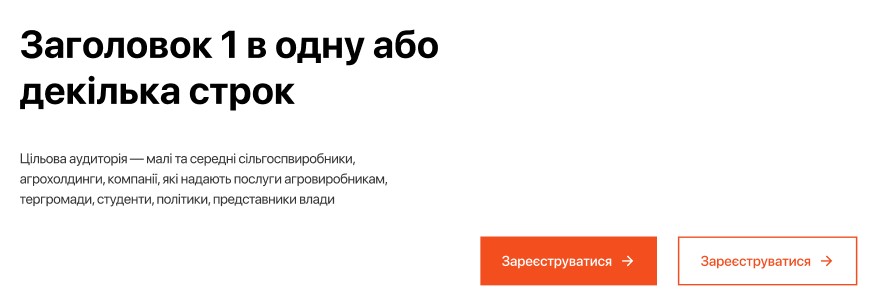 Заголовок 1 в одну або
декілька строк
Цільова аудиторія — малі та середні сільгоспвиробники,
агрохолдинги, компанії, які надають послуги агровиробникам,
тергромади, студенти, політики, представники влади
Зареєструватися →
Зареєструватися →